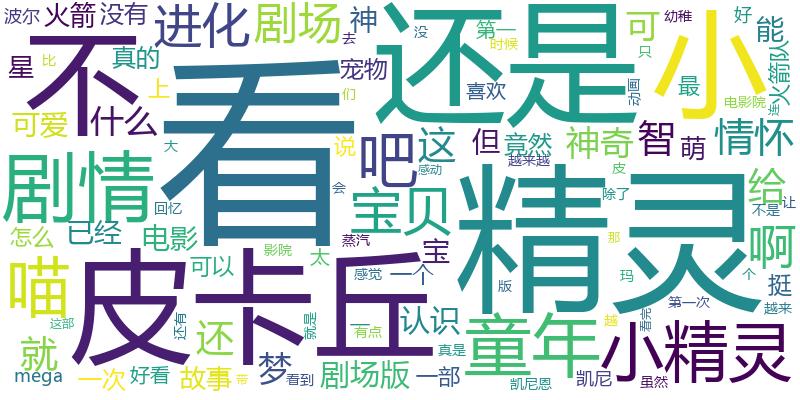 波尔
火箭
没有
进化
剧场
神
去
没
还是
第一
时候
可
只
幼稚
小
好
能
星
比
真的
不
宠物
看
们
喜欢
动画
最
电影院
火箭队
连
可爱
什么
上
说
吧
这
但
竟然
神奇
智
萌
情怀
大
会
感动
越来越
皮
除了
给
不是
让
剧情
回忆
宝贝
精灵
怎么
已经
电影
影院
太
蒸汽
宝
那
啊
喵
皮卡丘
可以
感觉
一个
版
玛
个
挺
第一次
越来
这部
还有
还
就是
有点
认识
童年
越
看完
小精灵
就
mega
一次
好看
故事
帝
梦
看到
剧场版
真是
一部
凯尼恩
凯尼
虽然